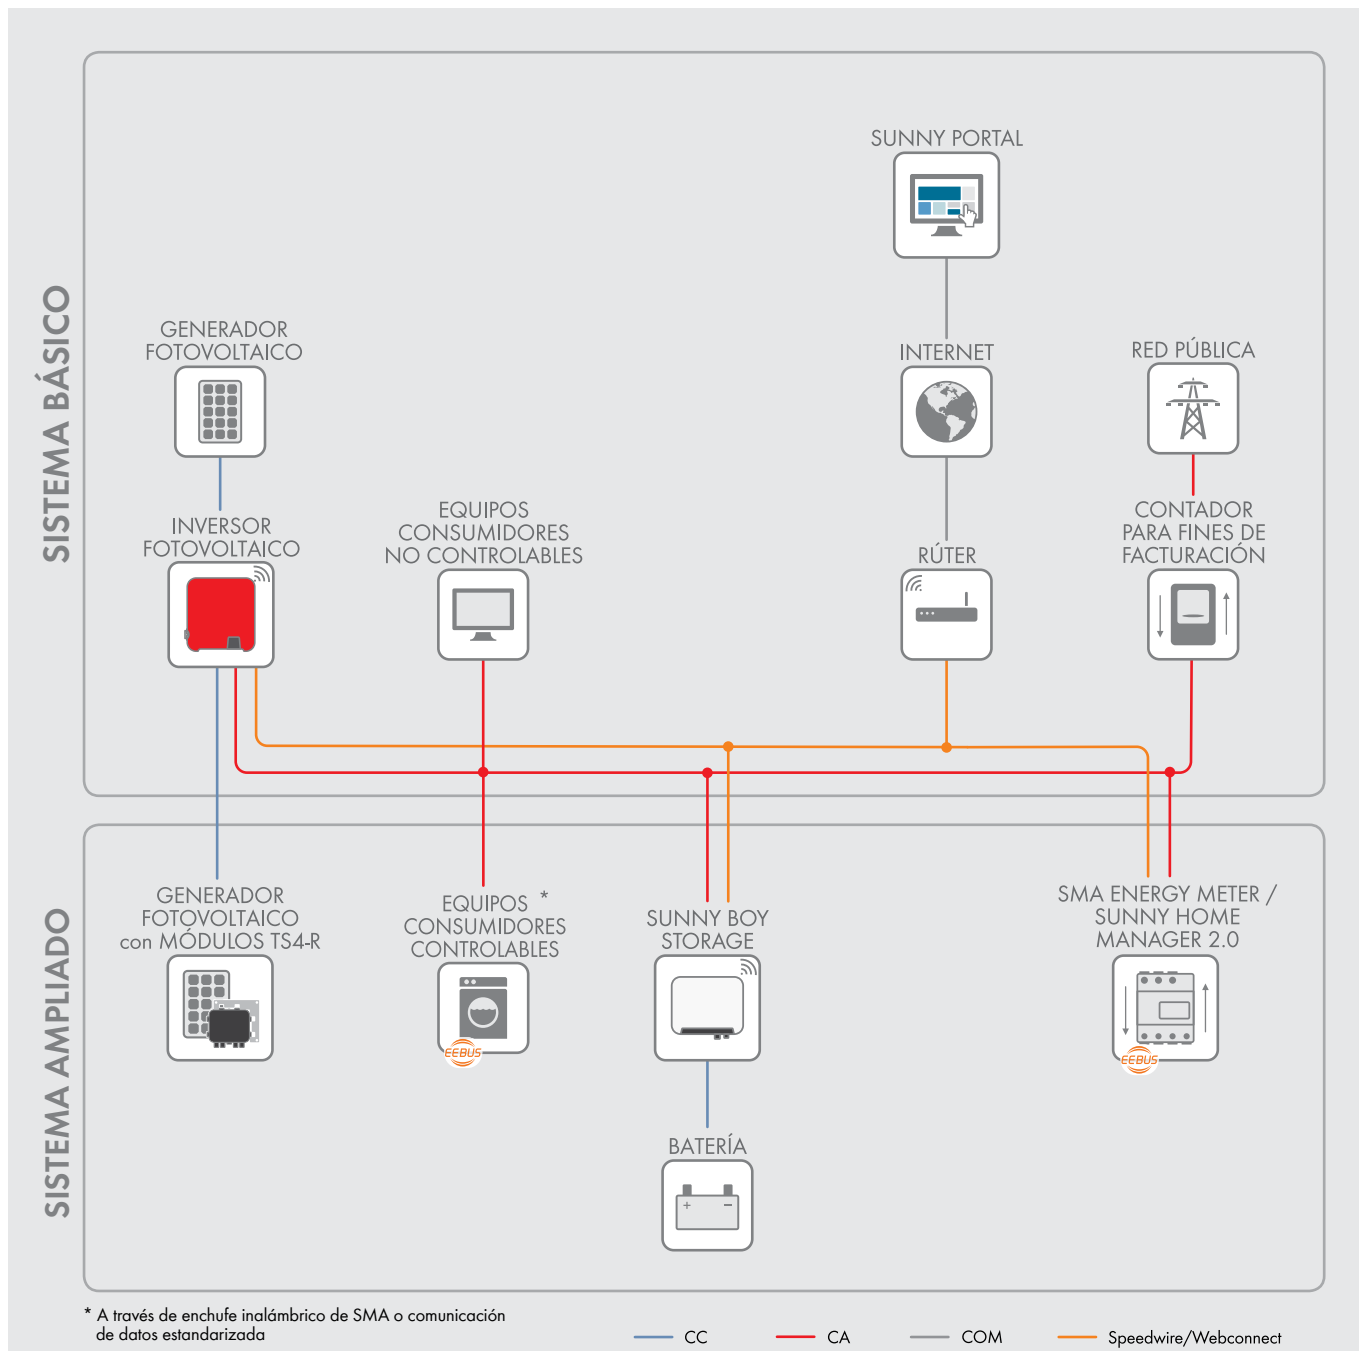 SISTEMA BÁSICO
SUNNY PORTAL
GENERADOR
FOTOVOLTAICO
INTERNET
RED PÚBLICA
INVERSOR
FOTOVOLTAICO
EQUIPOS
CONSUMIDORES
NO CONTROLABLES
RÚTER
CONTADOR
PARA FINES DE
FACTURACIÓN
SISTEMA AMPLIADO
GENERADOR
FOTOVOLTAICO
con MÓDULOS TS4-R
EQUIPOS *
CONSUMIDORES
CONTROLABLES
EEBUS
SUNNY BOY
STORAGE
SMA ENERGY METER /
SUNNY HOME
MANAGER 2.0
EEBUS
BATERÍA
+ −
* A través de enchufe inalámbrico de SMA o comunicación
de datos estandarizada
CC
CA
COM
Speedwire/Webconnect